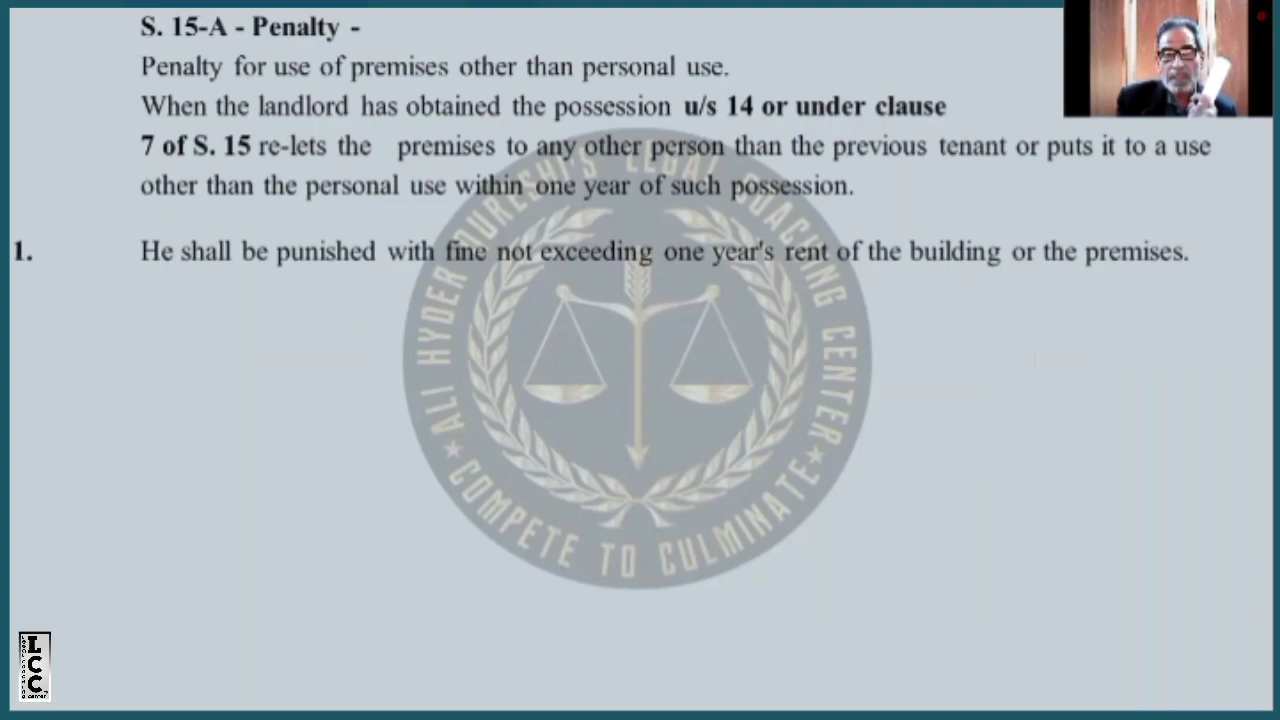 S. 15-A - Penalty -
Penalty for use of premises other than personal use.
When the landlord has obtained the possession u/s 14 or under clause
7 of S. 15 re-lets the premises to any other person than the previous tenant or puts it to a use
other than the personal use within one year of such possession.
1. He shall be punished with fine not exceeding one year's rent of the building or the premises.
ALI HYDER QURESHI'S LEGAL COACHING CENTER
COMPETE TO CULMINATE
LCC